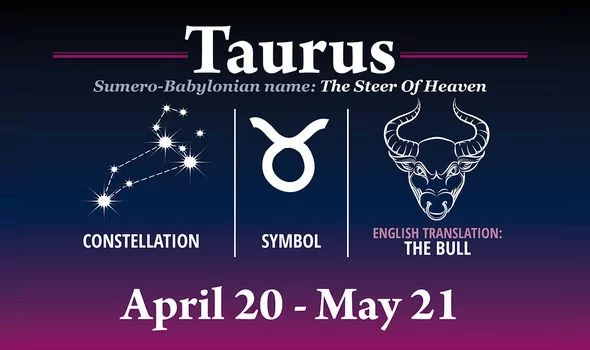 Taurus
Sumero-Babylonian name: The Steer Of Heaven
CONSTELLATION
SYMBOL
ENGLISH TRANSLATION:
THE BULL
April 20 - May 21